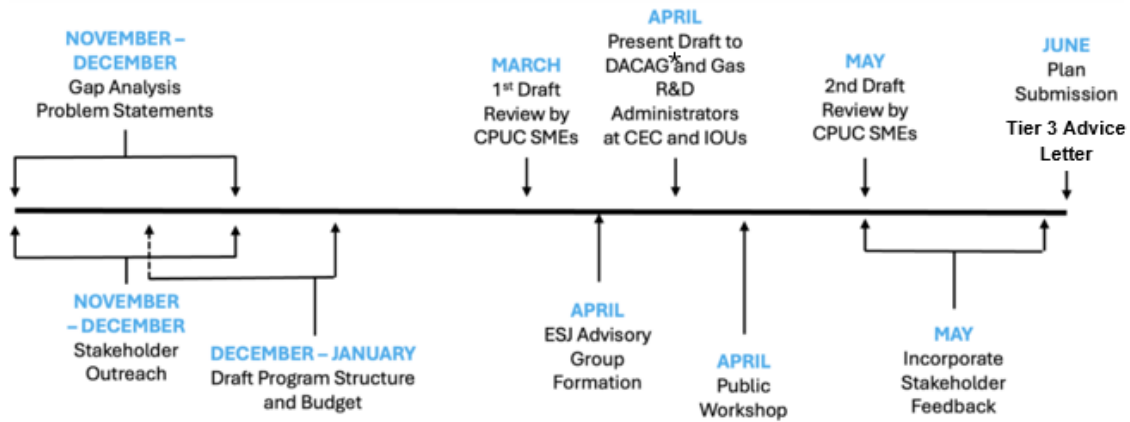 NOVEMBER –
DECEMBER
Gap Analysis
Problem Statements
MARCH
1st Draft
Review by
CPUC SMEs
APRIL
Present Draft to
DACAG* and Gas
R&D
Administrators
at CEC and IOUs
MAY
2nd Draft
Review by
CPUC SMEs
JUNE
Plan
Submission
Tier 3 Advice
Letter
NOVEMBER
– DECEMBER
Stakeholder
Outreach
DECEMBER – JANUARY
Draft Program Structure
and Budget
APRIL
ESJ Advisory
Group
Formation
APRIL
Public
Workshop
MAY
Incorporate
Stakeholder
Feedback